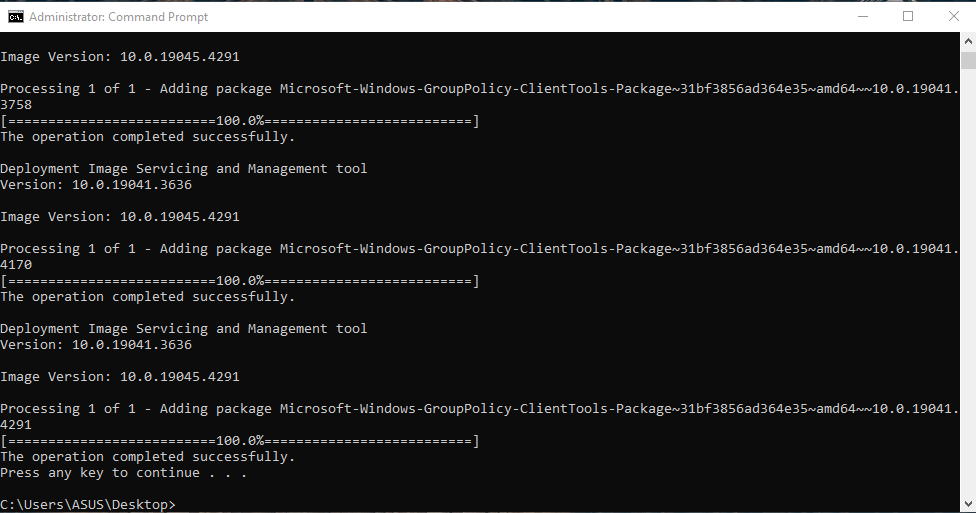 Administrator: Command Prompt
Image Version: 10.0.19045.4291
Processing 1 of 1 - Adding package Microsoft-Windows-GroupPolicy-ClientTools-Package~31bf3856ad364e35~amd64~~10.0.19041.
3758
[==========================100.0%==========================]
The operation completed successfully.
Deployment Image Servicing and Management tool
Version: 10.0.19041.3636
Image Version: 10.0.19045.4291
Processing 1 of 1 - Adding package Microsoft-Windows-GroupPolicy-ClientTools-Package~31bf3856ad364e35~amd64~~10.0.19041.
4170
[==========================100.0%==========================]
The operation completed successfully.
Deployment Image Servicing and Management tool
Version: 10.0.19041.3636
Image Version: 10.0.19045.4291
Processing 1 of 1 - Adding package Microsoft-Windows-GroupPolicy-ClientTools-Package~31bf3856ad364e35~amd64~~10.0.19041.
4291
[==========================100.0%==========================]
The operation completed successfully.
Press any key to continue . . .
C:\Users\ASUS\Desktop>